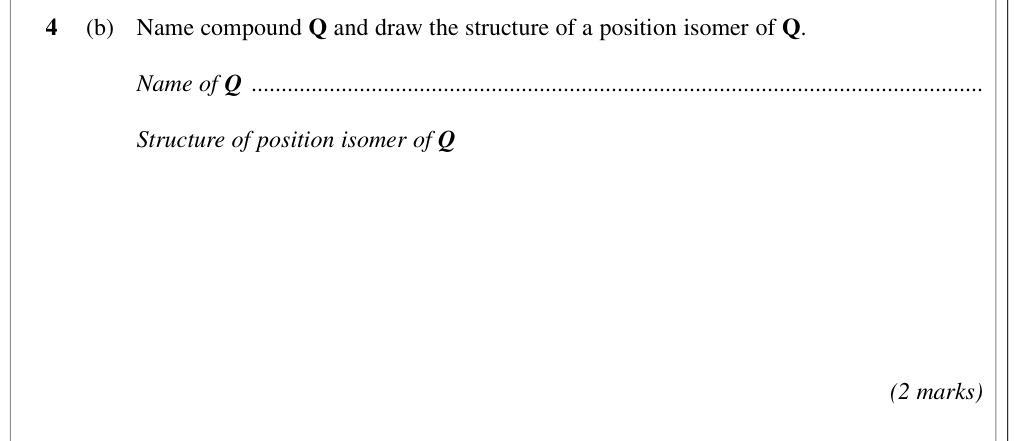 4 (b) Name compound Q and draw the structure of a position isomer of Q.
Name of Q ..........................................................................................................................
Structure of position isomer of Q
(2 marks)